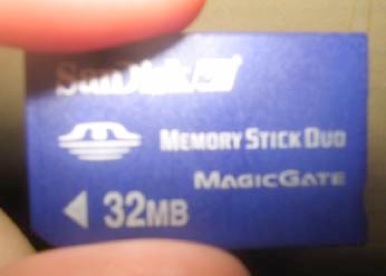 SanDisk
MEMORY STICK DUO
MAGICGATE
32MB